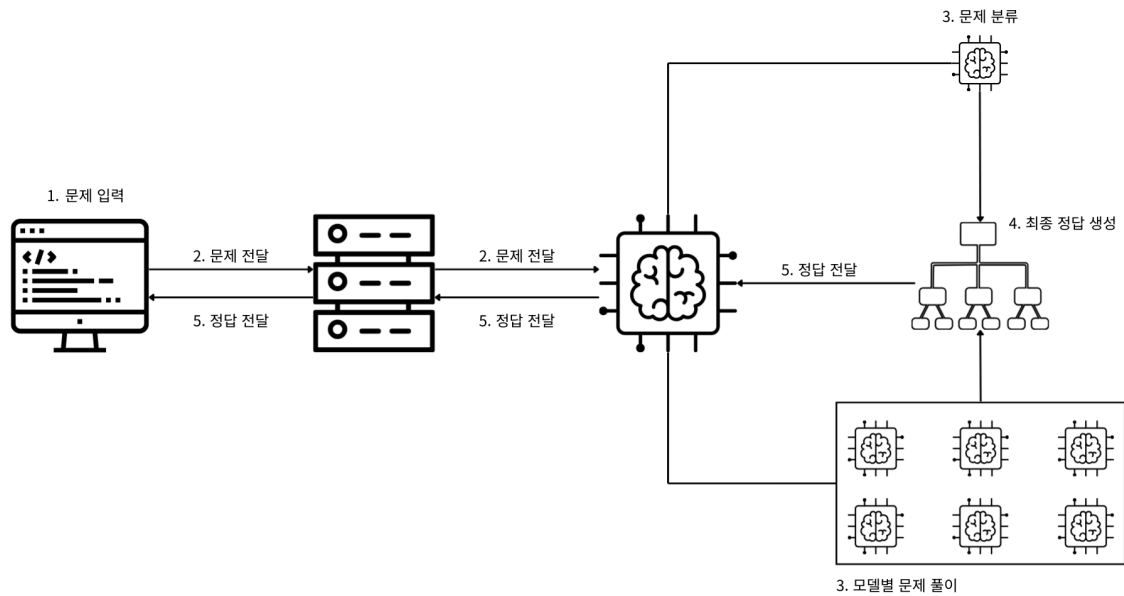 3. 문제 분류
1. 문제 입력
4. 최종 정답 생성
2. 문제 전달
2. 문제 전달
5. 정답 전달
5. 정답 전달
5. 정답 전달
3. 모델별 문제 풀이